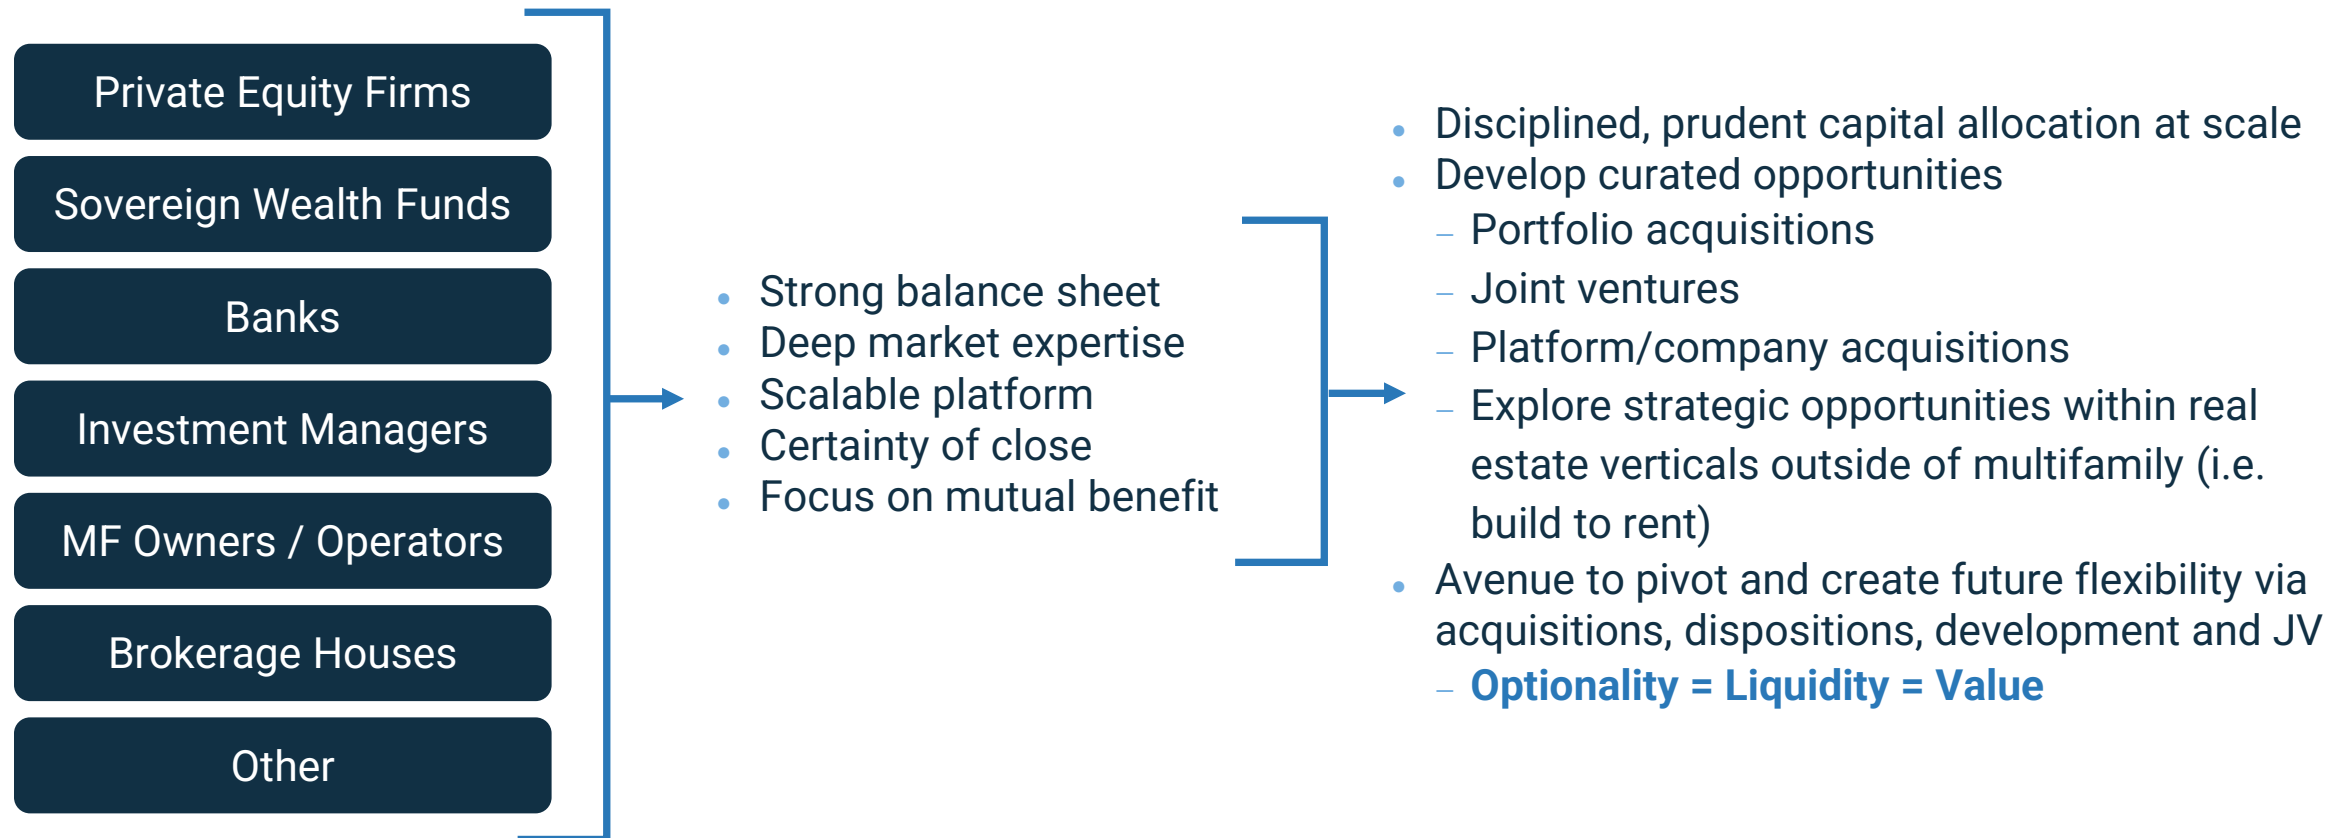 Private Equity Firms
Sovereign Wealth Funds
Banks
Investment Managers
MF Owners / Operators
Brokerage Houses
Other
• Strong balance sheet
• Deep market expertise
• Scalable platform
• Certainty of close
• Focus on mutual benefit
• Disciplined, prudent capital allocation at scale
• Develop curated opportunities
– Portfolio acquisitions
– Joint ventures
– Platform/company acquisitions
– Explore strategic opportunities within real
estate verticals outside of multifamily (i.e.
build to rent)
• Avenue to pivot and create future flexibility via
acquisitions, dispositions, development and JV
– Optionality = Liquidity = Value